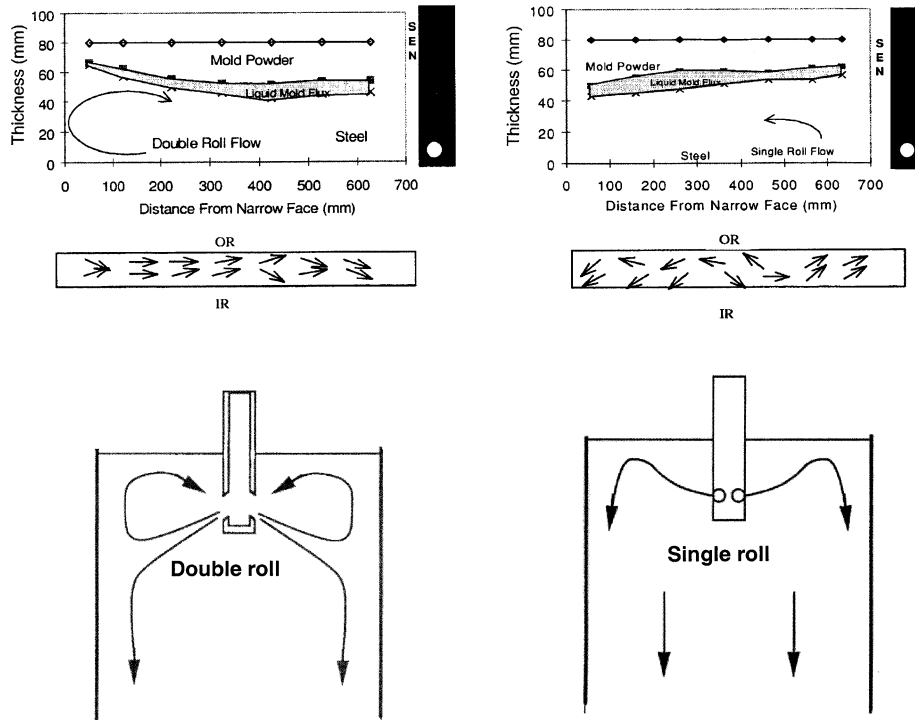 100
80
60
40
20
0
Thickness (mm)
Mold Powder
Liquid Mold Flux
Double Roll Flow
Steel
S
E
N
0 100 200 300 400 500 600 700
Distance From Narrow Face (mm)
OR
IR
100
80
60
40
20
0
Thickness (mm)
Mold Powder
Liquid Mold Flux
Single Roll Flow
Steel
S
E
N
0 100 200 300 400 500 600 700
Distance From Narrow Face (mm)
OR
IR
Double roll
Single roll